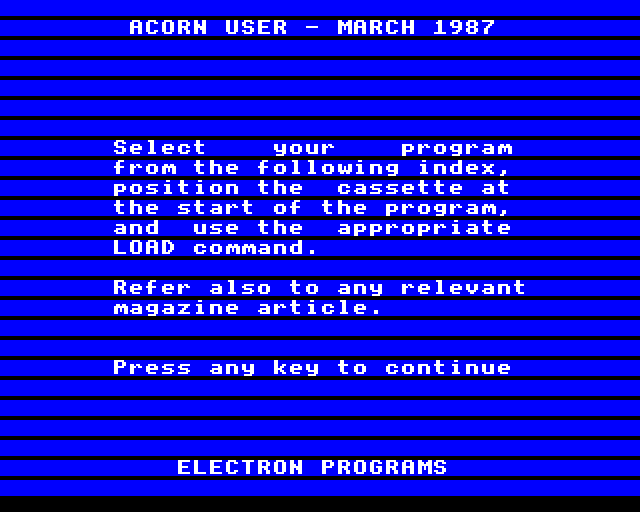 ACORN USER - MARCH 1987
Select your program
from the following index,
position the cassette at
the start of the program,
and use the appropriate
LOAD command.
Refer also to any relevant
magazine article.
Press any key to continue
ELECTRON PROGRAMS